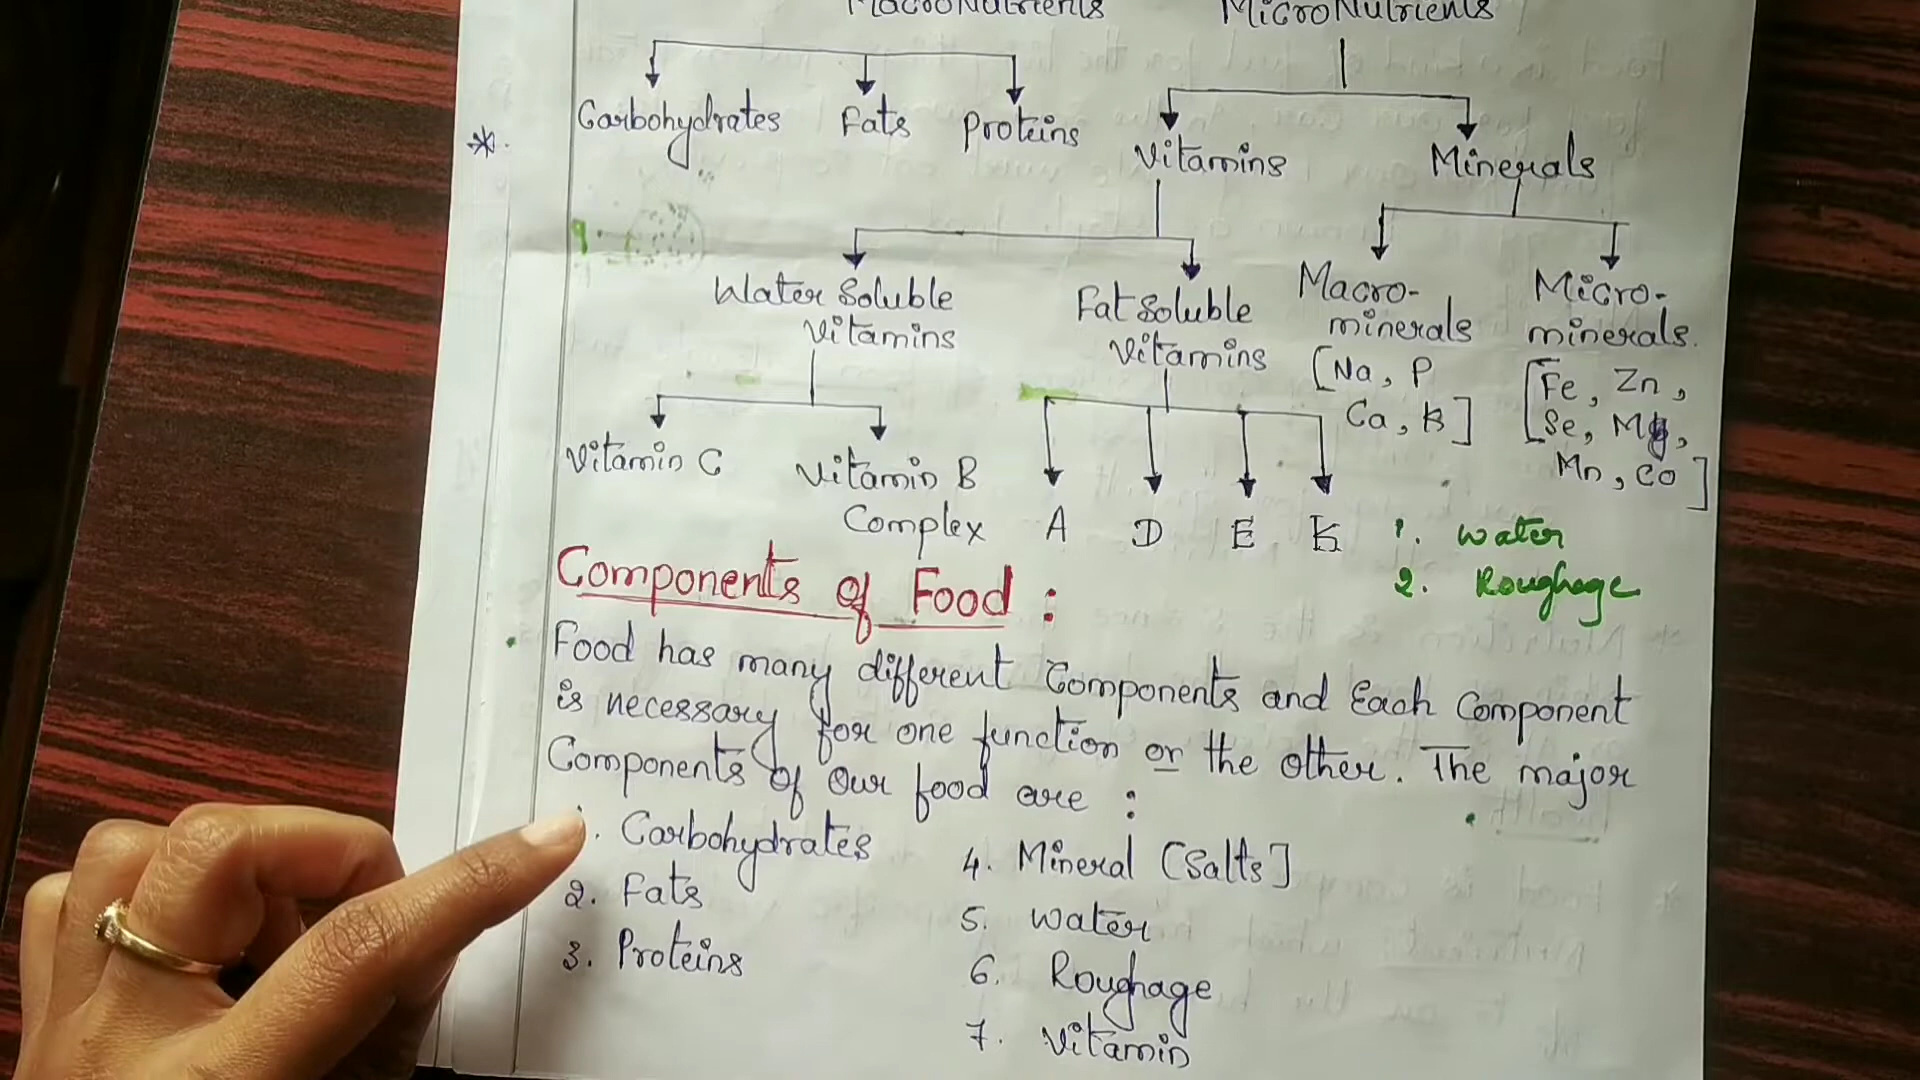 MacroNutrients MicroNutrients
Carbohydrates Fats Proteins
Vitamins Minerals
*.
Water Soluble Vitamins
Fat Soluble Vitamins
Macro-
minerals
[Na, P
Ca, K]
Micro-
minerals.
[Fe, Zn,
Se, Mg,
Mn, Co]
Vitamin C
Vitamin B
Complex
A D E K
1. Water
2. Roughage
Components of Food :
Food has many different Components and Each Component
is necessary for one function or the other. The major
Components of our food are :
1. Carbohydrates
2. Fats
3. Proteins
4. Mineral [Salts]
5. Water
6. Roughage
7. Vitamin